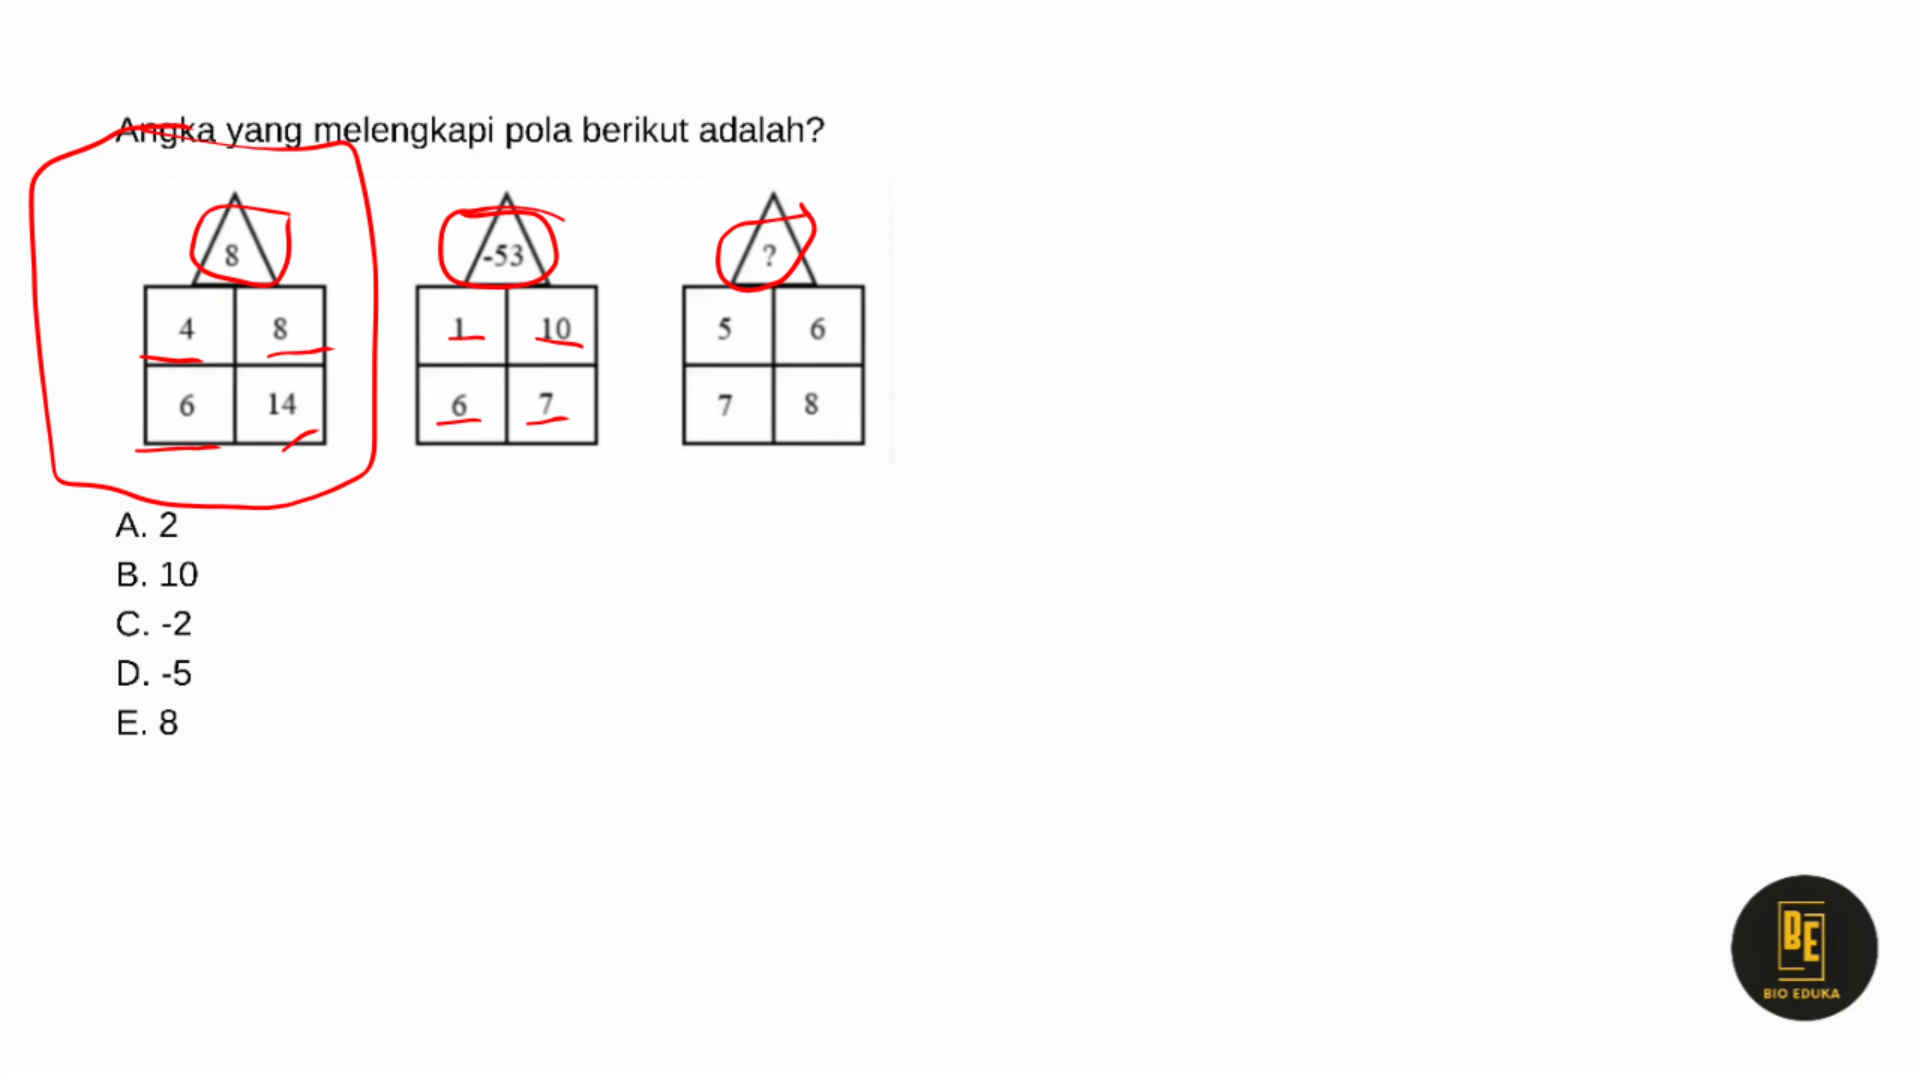 Angka yang melengkapi pola berikut adalah?
8 -53 ?
4 8 1 10 5 6
6 14 6 7 7 8
A. 2
B. 10
C. -2
D. -5
E. 8
BE
BIO EDUKA